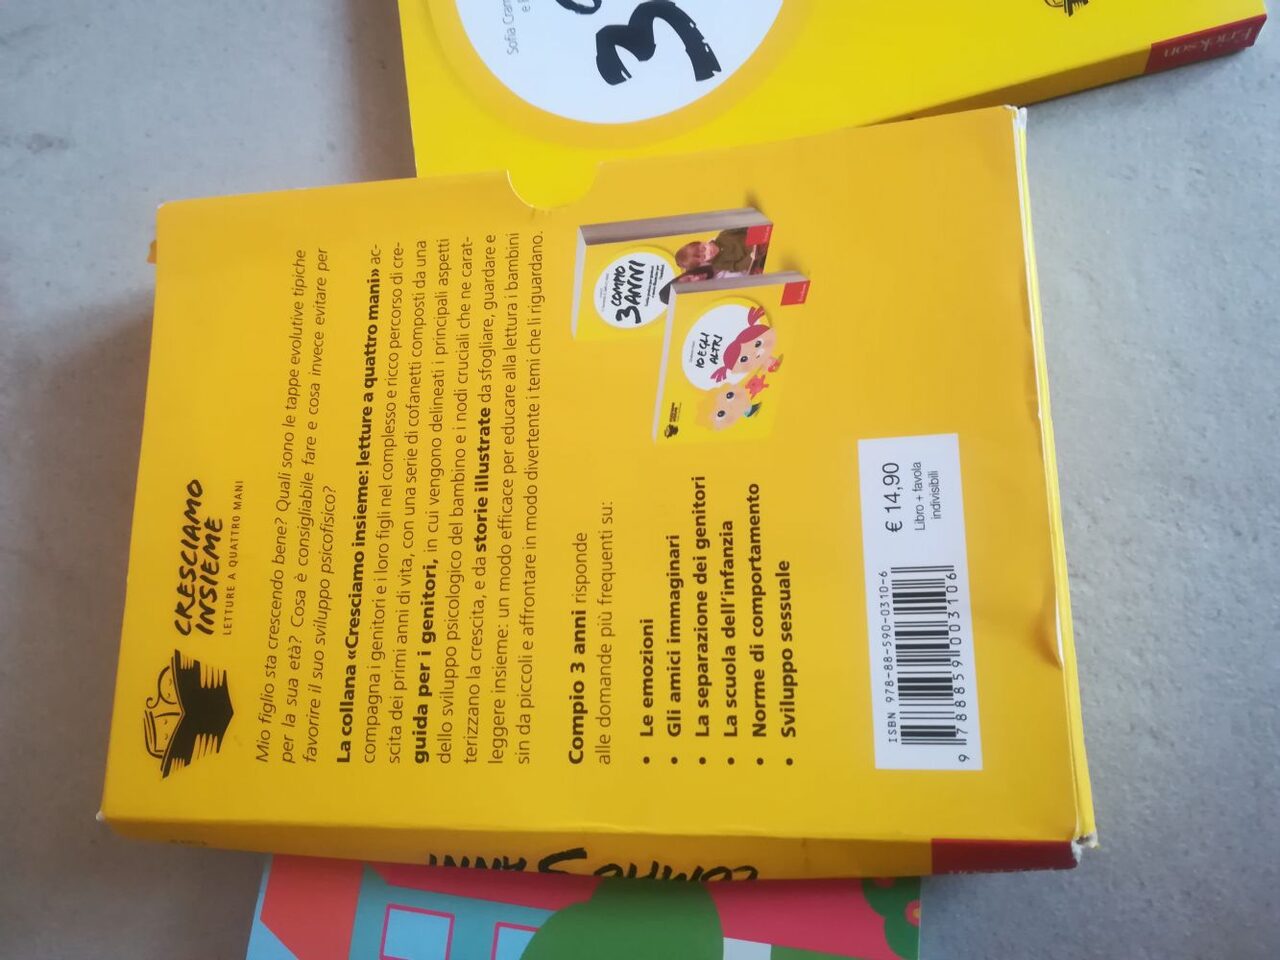 CRESCIAMO
INSIEME
LETTURE A QUATTRO MANI
Mio figlio sta crescendo bene? Quali sono le tappe evolutive tipiche
per la sua età? Cosa è consigliabile fare e cosa invece evitare per
favorire il suo sviluppo psicofisico?
La collana «Cresciamo insieme: letture a quattro mani» ac-
compagna i genitori e i loro figli nel complesso e ricco percorso di cre-
scita dei primi anni di vita, con una serie di cofanetti composti da una
guida per i genitori, in cui vengono delineati i principali aspetti
dello sviluppo psicologico del bambino e i nodi cruciali che ne carat-
terizzano la crescita, e da storie illustrate da sfogliare, guardare e
leggere insieme: un modo efficace per educare alla lettura i bambini
sin da piccoli e affrontare in modo divertente i temi che li riguardano.
Compio 3 anni risponde
alle domande più frequenti su:
• Le emozioni
• Gli amici immaginari
• La separazione dei genitori
• La scuola dell'infanzia
• Norme di comportamento
• Sviluppo sessuale
COMPIO
3 ANNI
IO E GLI
ALTRI
€ 14,90
Libro + favola
indivisibili
ISBN 978-88-590-0310-6
9 788859 003106
COMPIO 3 ANNI
Sofia Cram
e
3
Erickson